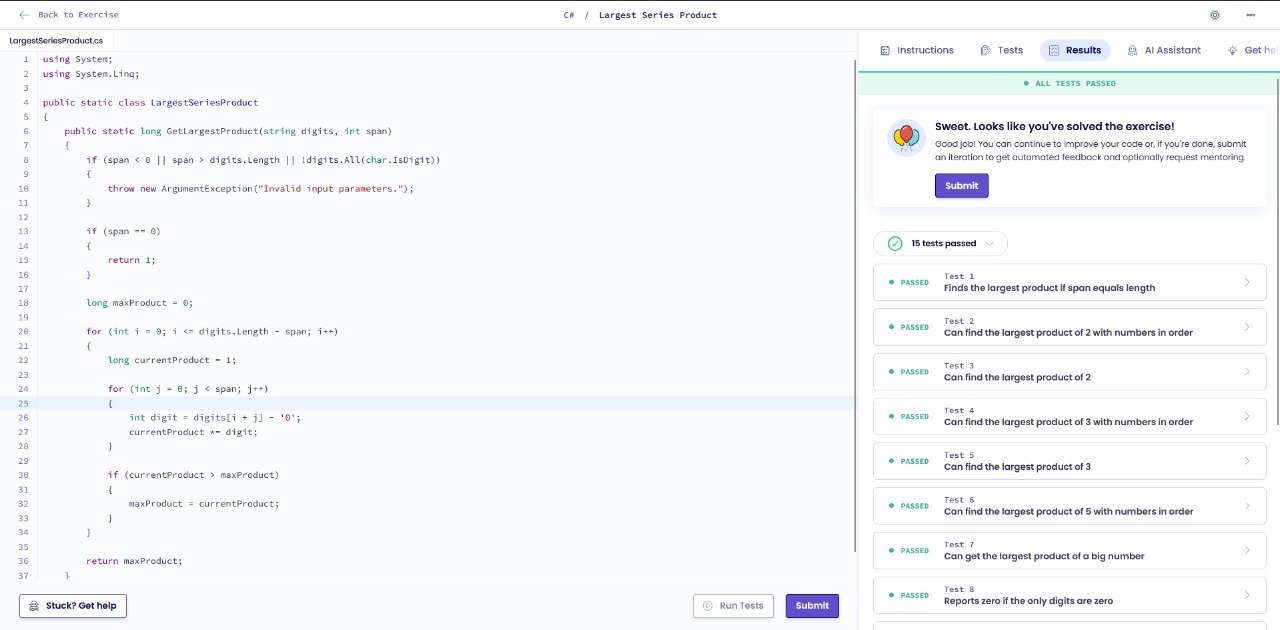 Back to Exercise
C# / Largest Series Product
LargestSeriesProduct.cs
1 using System;
2 using System.Linq;
3
4 public static class LargestSeriesProduct
5 {
6 public static long GetLargestProduct(string digits, int span)
7 {
8 if (span < 0 || span > digits.Length || !digits.All(char.IsDigit))
9 {
10 throw new ArgumentException("Invalid input parameters.");
11 }
12
13 if (span == 0)
14 {
15 return 1;
16 }
17
18 long maxProduct = 0;
19
20 for (int i = 0; i <= digits.Length - span; i++)
21 {
22 long currentProduct = 1;
23
24 for (int j = 0; j < span; j++)
25 {
26 int digit = digits[i + j] - '0';
27 currentProduct *= digit;
28 }
29
30 if (currentProduct > maxProduct)
31 {
32 maxProduct = currentProduct;
33 }
34 }
35
36 return maxProduct;
37 }
Stuck? Get help
Run Tests
Submit
Instructions
Tests
Results
AI Assistant
Get hel
ALL TESTS PASSED
Sweet. Looks like you've solved the exercise!
Good job! You can continue to improve your code or, if you're done, submit
an iteration to get automated feedback and optionally request mentoring.
Submit
15 tests passed
PASSED
Test 1
Finds the largest product if span equals length
PASSED
Test 2
Can find the largest product of 2 with numbers in order
PASSED
Test 3
Can find the largest product of 2
PASSED
Test 4
Can find the largest product of 3 with numbers in order
PASSED
Test 5
Can find the largest product of 3
PASSED
Test 6
Can find the largest product of 5 with numbers in order
PASSED
Test 7
Can get the largest product of a big number
PASSED
Test 8
Reports zero if the only digits are zero